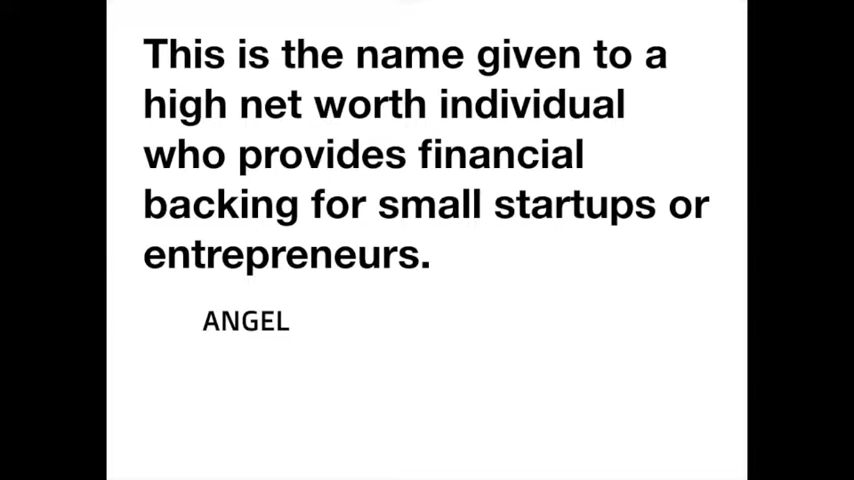 This is the name given to a
high net worth individual
who provides financial
backing for small startups or
entrepreneurs.
ANGEL